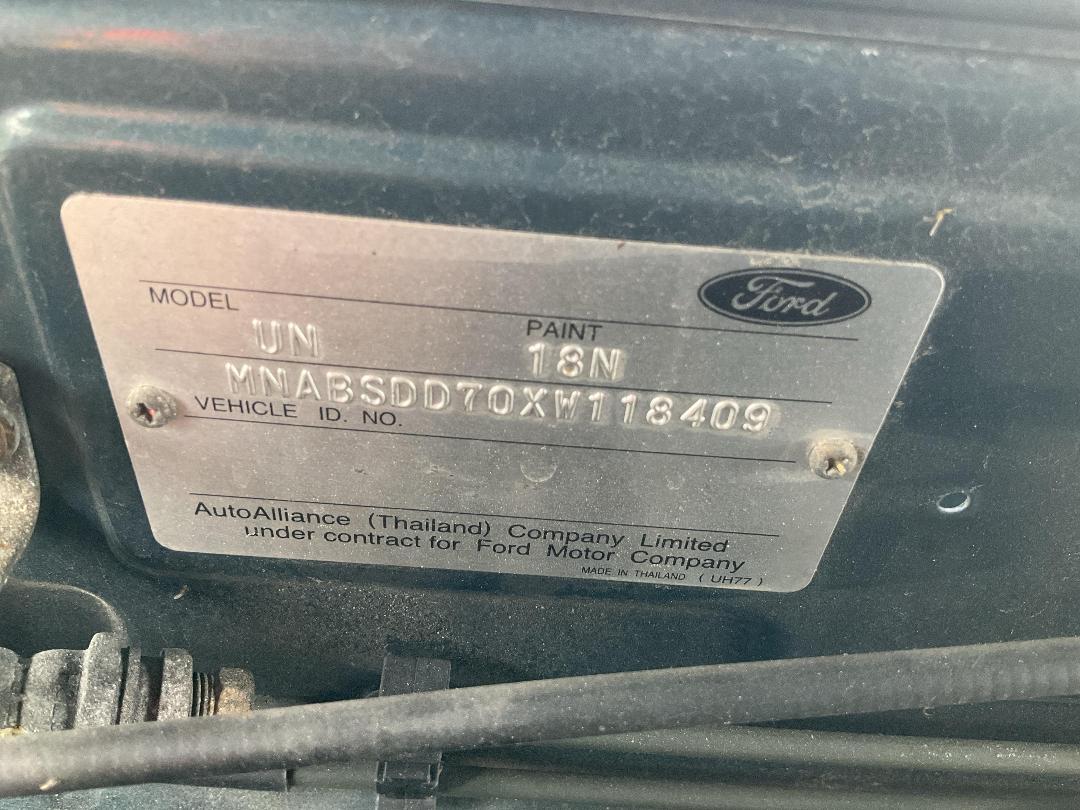 Ford
MODEL
PAINT
UN
18N
MNABSDD70XW118409
VEHICLE ID. NO.
AutoAlliance (Thailand) Company Limited
under contract for Ford Motor Company
MADE IN THAILAND ( UH77 )